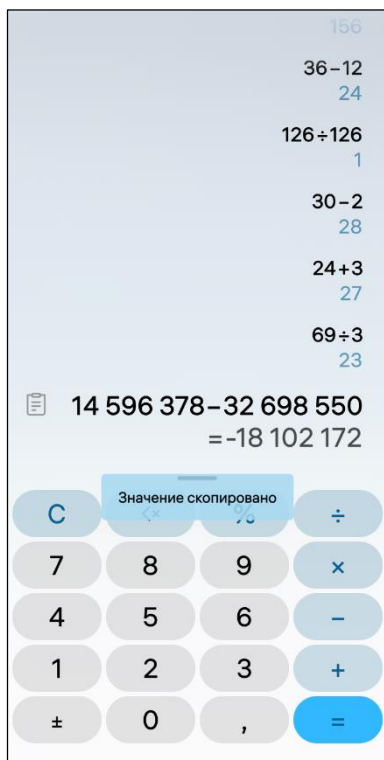 156
36–12
24
126÷126
1
30–2
28
24+3
27
69÷3
23
14 596 378–32 698 550
=-18 102 172
Значение скопировано
C % ÷
7 8 9 ×
4 5 6 –
1 2 3 +
± 0 , =